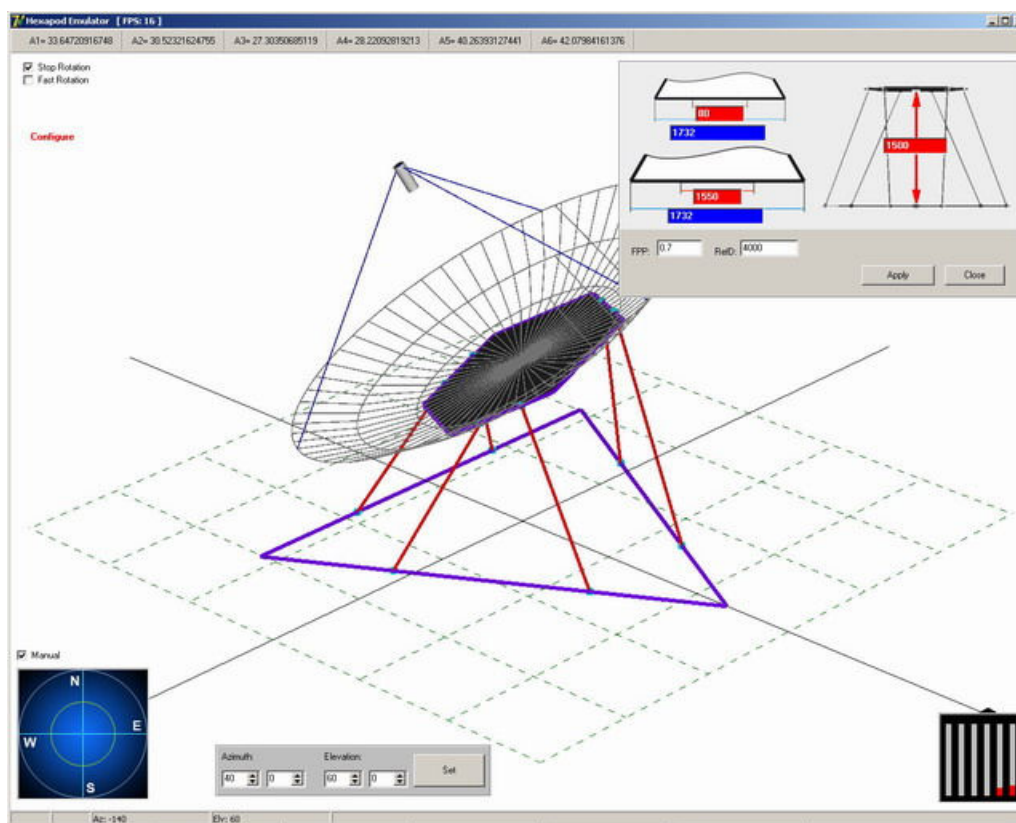 Hexapod Emulator [ FPS: 16 ]
A1= 33.64720916748 A2= 30.52321624755 A3= 27.30350685119 A4= 28.22092819213 A5= 40.26393127441 A6= 42.07984161376
Stop Rotation
Fast Rotation
Configure
80
1732
1550
1732
1500
FPP: 0.7 RelD: 4000
Apply Close
Manual
N
E
W
S
Azimuth: Elevation:
40 0 60 0 Set
Az: -140 Elv: 60